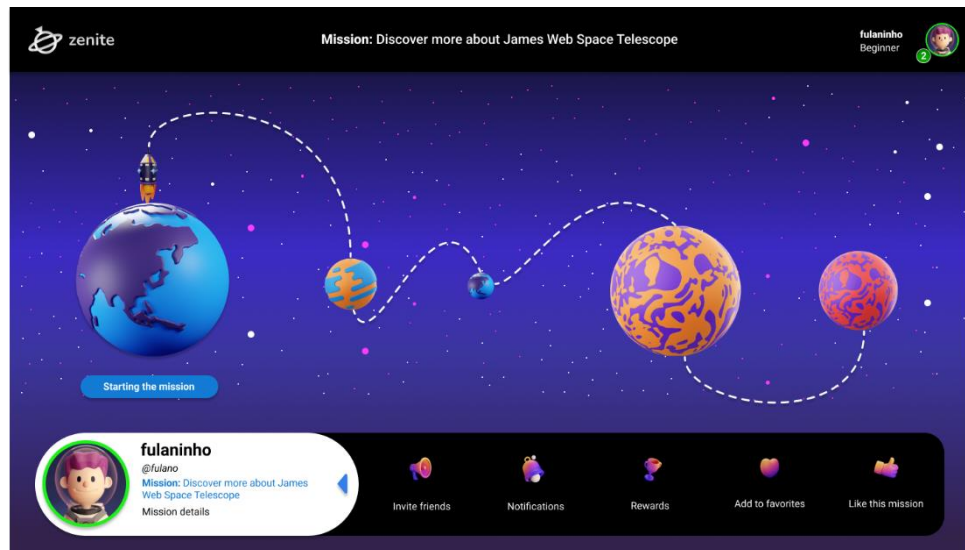 zenite
Mission: Discover more about James Web Space Telescope
fulaninho
Beginner
2
Starting the mission
fulaninho
@fulano
Mission: Discover more about James
Web Space Telescope
Mission details
Invite friends
Notifications
Rewards
Add to favorites
Like this mission